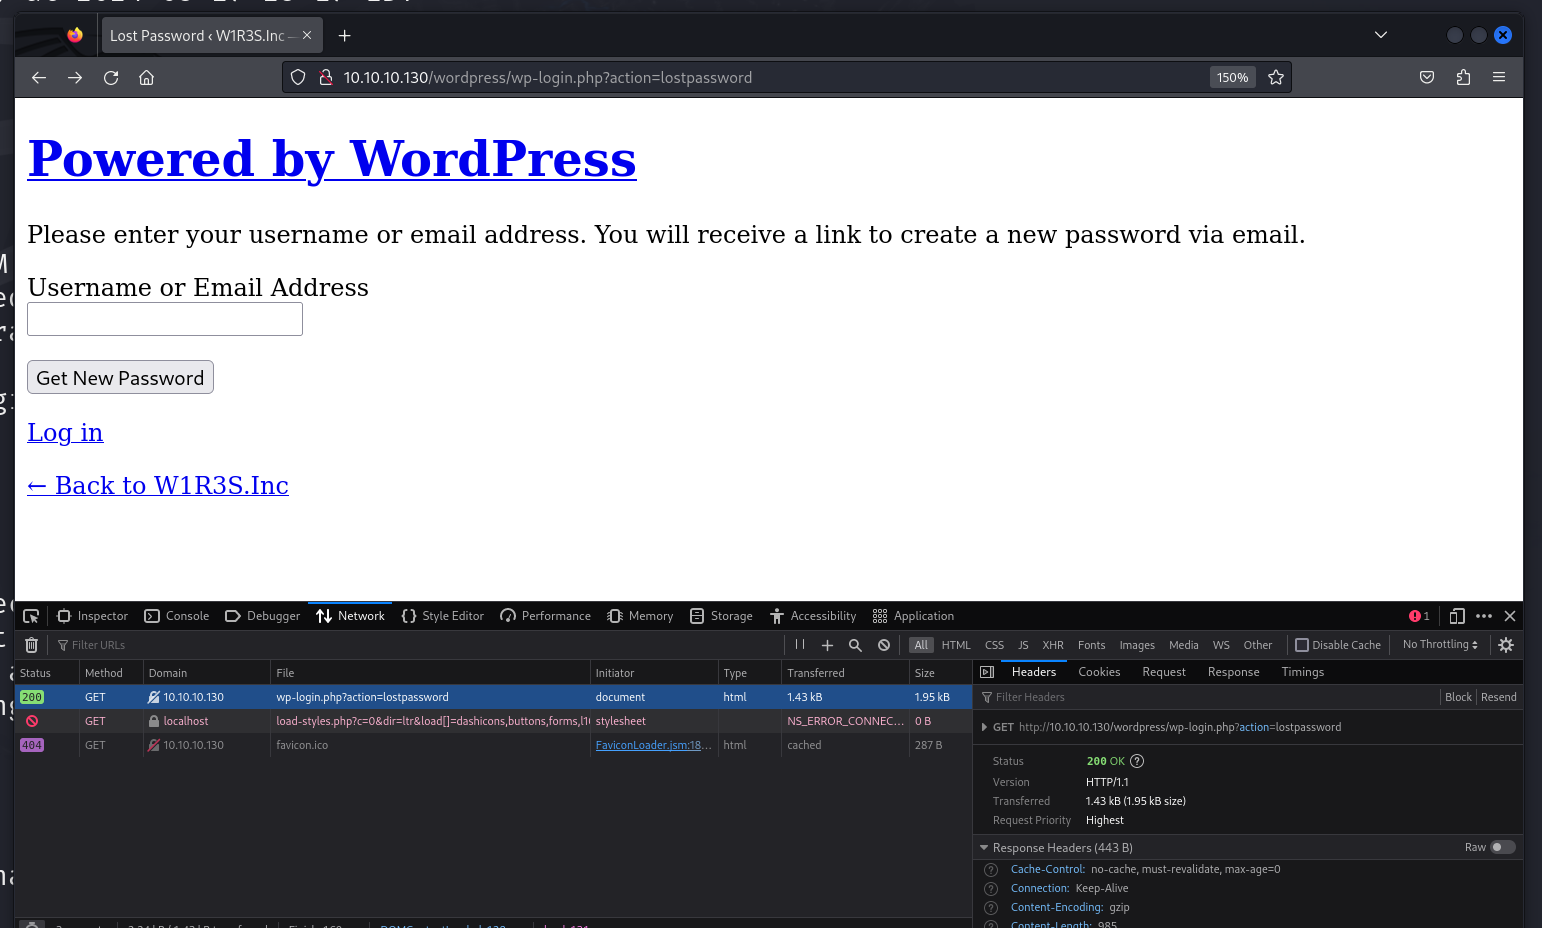 Lost Password ‹ W1R3S.Inc —
10.10.10.130/wordpress/wp-login.php?action=lostpassword
150%
Powered by WordPress
Please enter your username or email address. You will receive a link to create a new password via email.
Username or Email Address
Get New Password
Log in
← Back to W1R3S.Inc
Inspector Console Debugger Network Style Editor Performance Memory Storage Accessibility Application 1
Filter URLs All HTML CSS JS XHR Fonts Images Media WS Other Disable Cache No Throttling
Status Method Domain File Initiator Type Transferred Size
200 GET 10.10.10.130 wp-login.php?action=lostpassword document html 1.43 kB 1.95 kB
GET localhost load-styles.php?c=0&dir=ltr&load[]=dashicons,buttons,forms,l1 stylesheet NS_ERROR_CONNEC… 0 B
404 GET 10.10.10.130 favicon.ico FaviconLoader.jsm:18… html cached 287 B
Headers Cookies Request Response Timings
Filter Headers Block Resend
GET http://10.10.10.130/wordpress/wp-login.php?action=lostpassword
Status 200 OK
Version HTTP/1.1
Transferred 1.43 kB (1.95 kB size)
Request Priority Highest
Response Headers (443 B) Raw
Cache-Control: no-cache, must-revalidate, max-age=0
Connection: Keep-Alive
Content-Encoding: gzip
Content-Length: 985